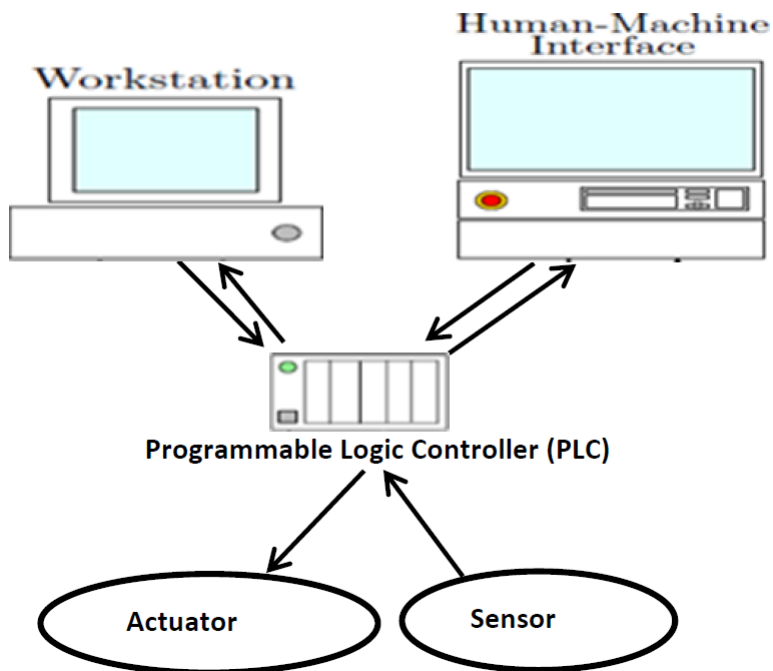 Human-Machine
Interface
Workstation
Programmable Logic Controller (PLC)
Actuator
Sensor